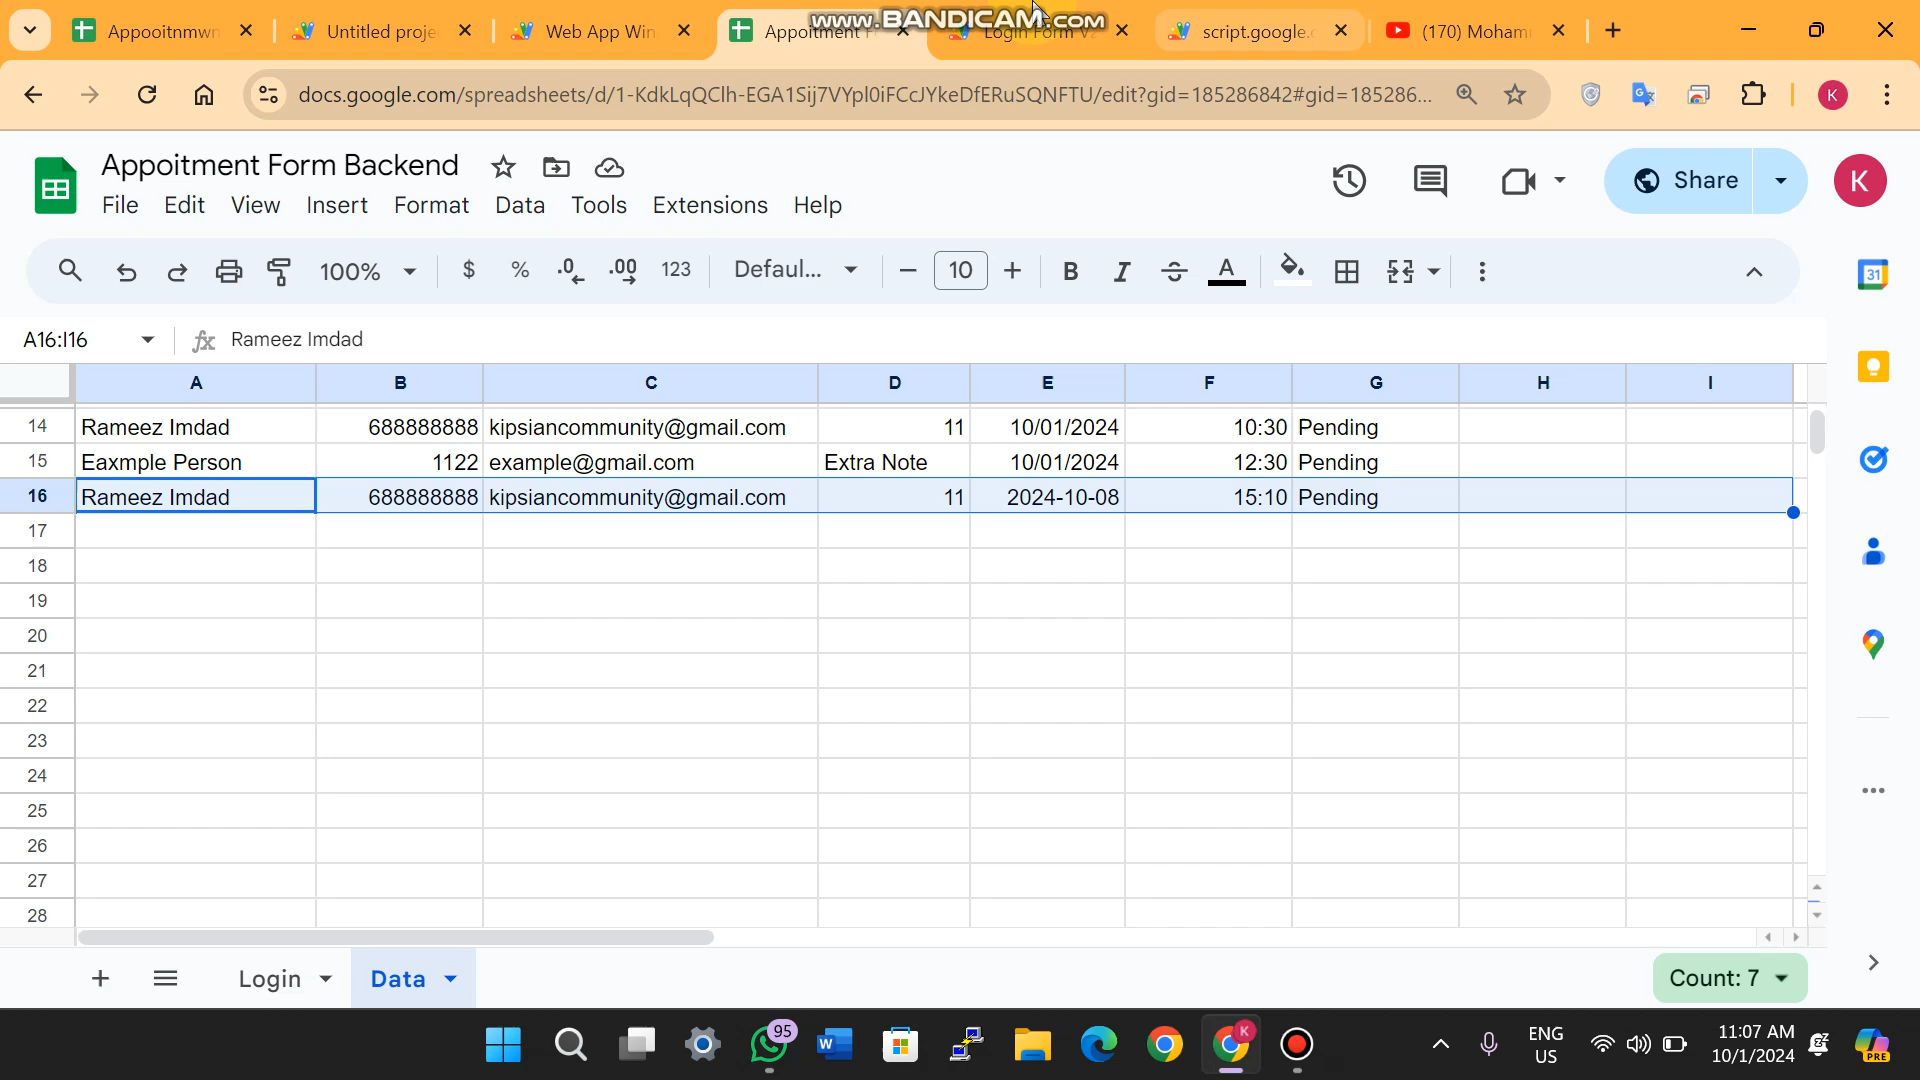 Appooitnmwn
Untitled proje
Web App Win
Appoitment F
Login Form V2
script.google.c
(170) Moham
www.BANDICAM.COM
docs.google.com/spreadsheets/d/1-KdkLqQClh-EGA1Sij7VYpl0iFCcJYkeDfERuSQNFTU/edit?gid=185286842#gid=185286...
K
Appoitment Form Backend
File Edit View Insert Format Data Tools Extensions Help
Share
K
100%
$ % .0 .00 123
Defaul...
10
B I A
31
A16:I16
fx Rameez Imdad
A B C D E F G H I
14 Rameez Imdad 688888888 kipsiancommunity@gmail.com 11 10/01/2024 10:30 Pending
15 Eaxmple Person 1122 example@gmail.com Extra Note 10/01/2024 12:30 Pending
16 Rameez Imdad 688888888 kipsiancommunity@gmail.com 11 2024-10-08 15:10 Pending
17
18
19
20
21
22
23
24
25
26
27
28
Login
Data
Count: 7
95
W
K
ENG
US
11:07 AM
10/1/2024
PRE